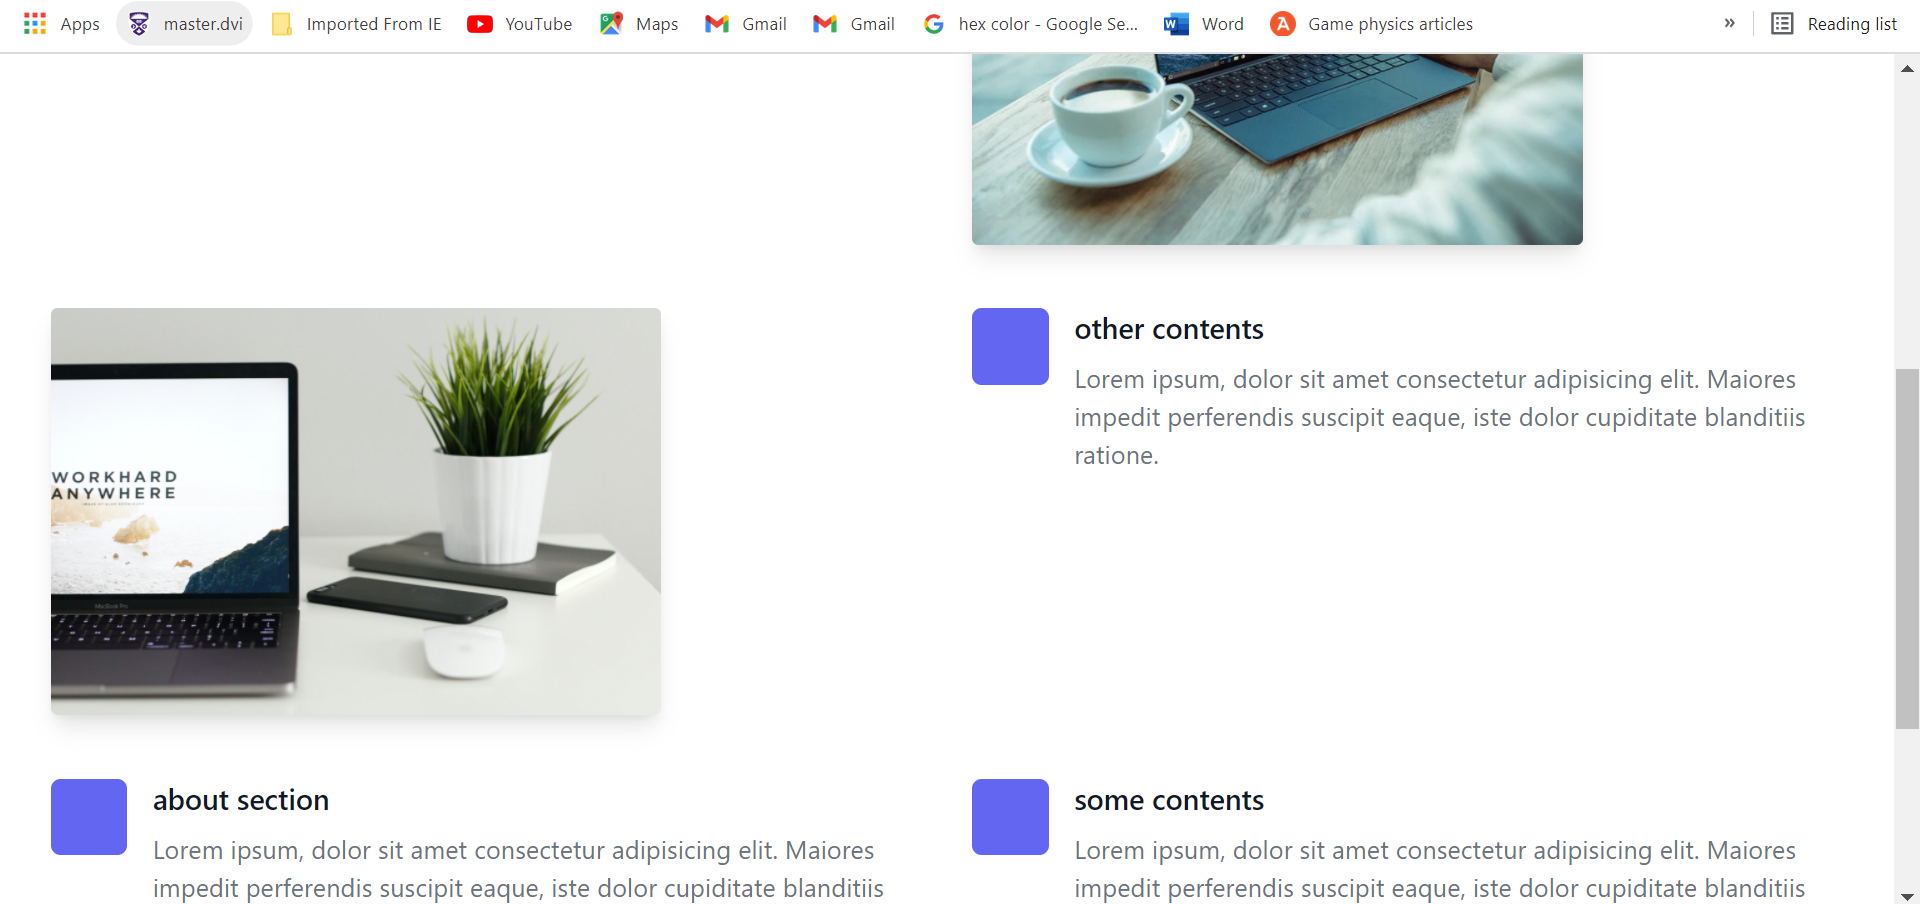 Apps master.dvi Imported From IE YouTube Maps Gmail Gmail hex color - Google Se... Word Game physics articles » Reading list
WORKHARD
ANYWHERE
MacBook Pro
other contents
Lorem ipsum, dolor sit amet consectetur adipisicing elit. Maiores
impedit perferendis suscipit eaque, iste dolor cupiditate blanditiis
ratione.
about section
Lorem ipsum, dolor sit amet consectetur adipisicing elit. Maiores
impedit perferendis suscipit eaque, iste dolor cupiditate blanditiis
some contents
Lorem ipsum, dolor sit amet consectetur adipisicing elit. Maiores
impedit perferendis suscipit eaque, iste dolor cupiditate blanditiis